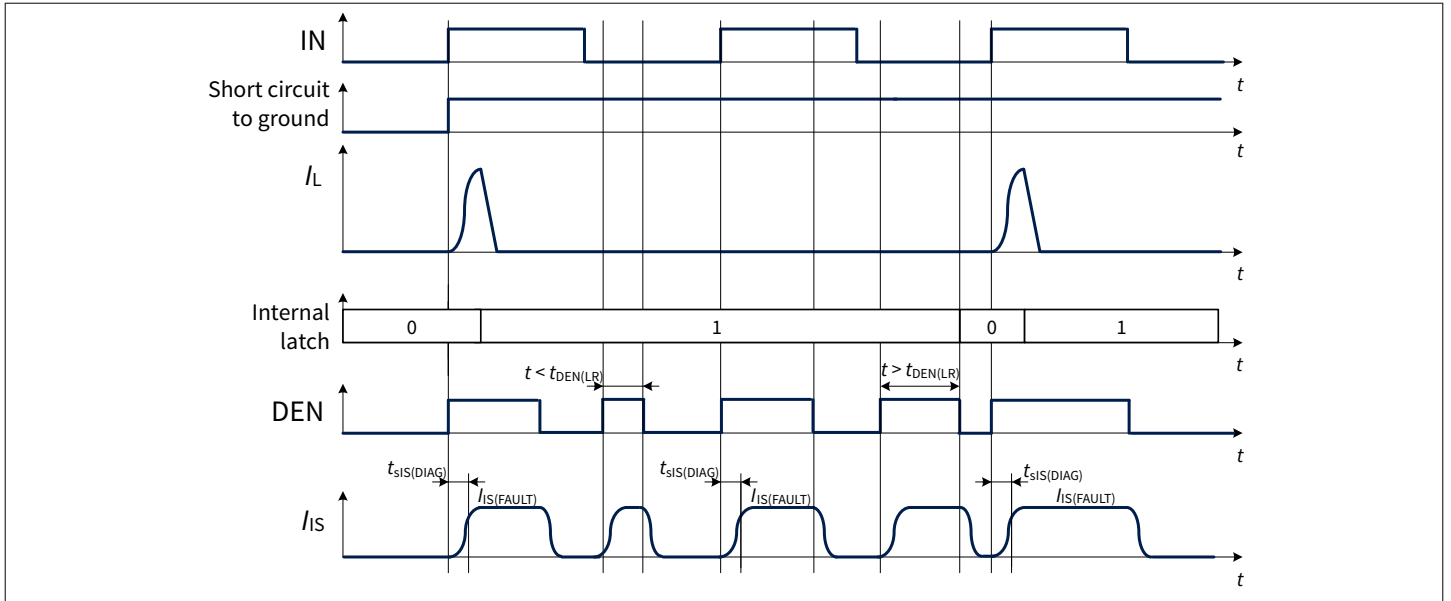 IN
t
Short circuit
to ground
t
IL
t
Internal
latch
0
1
0
1
t
t < tDEN(LR)
t > tDEN(LR)
DEN
t
tsIS(DIAG)
IIS(FAULT)
tsIS(DIAG)
IIS(FAULT)
tsIS(DIAG)
IIS(FAULT)
IIS
t